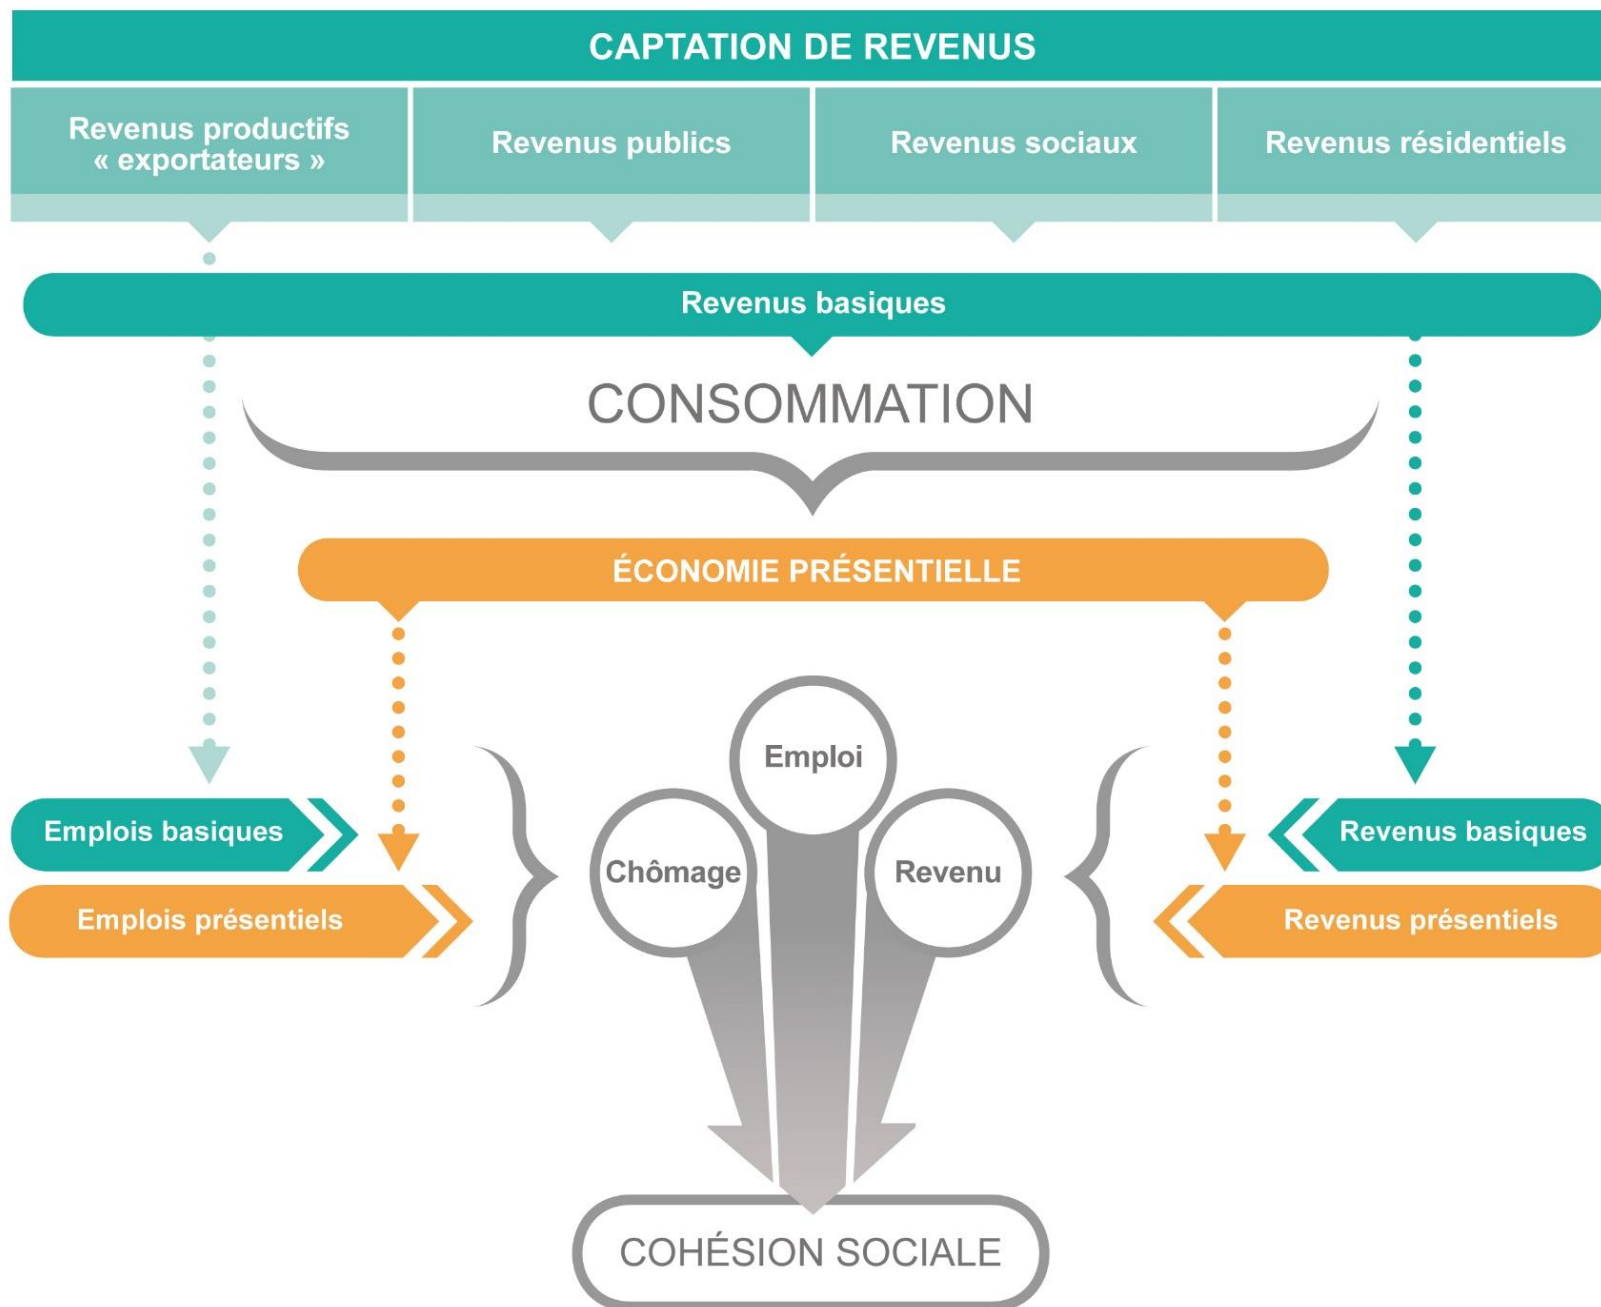 CAPTATION DE REVENUS
Revenus productifs
« exportateurs »
Revenus publics
Revenus sociaux
Revenus résidentiels
Revenus basiques
CONSOMMATION
ÉCONOMIE PRÉSENTIELLE
Emploi
Chômage
Revenu
Emplois basiques
Revenus basiques
Emplois présentiels
Revenus présentiels
COHÉSION SOCIALE